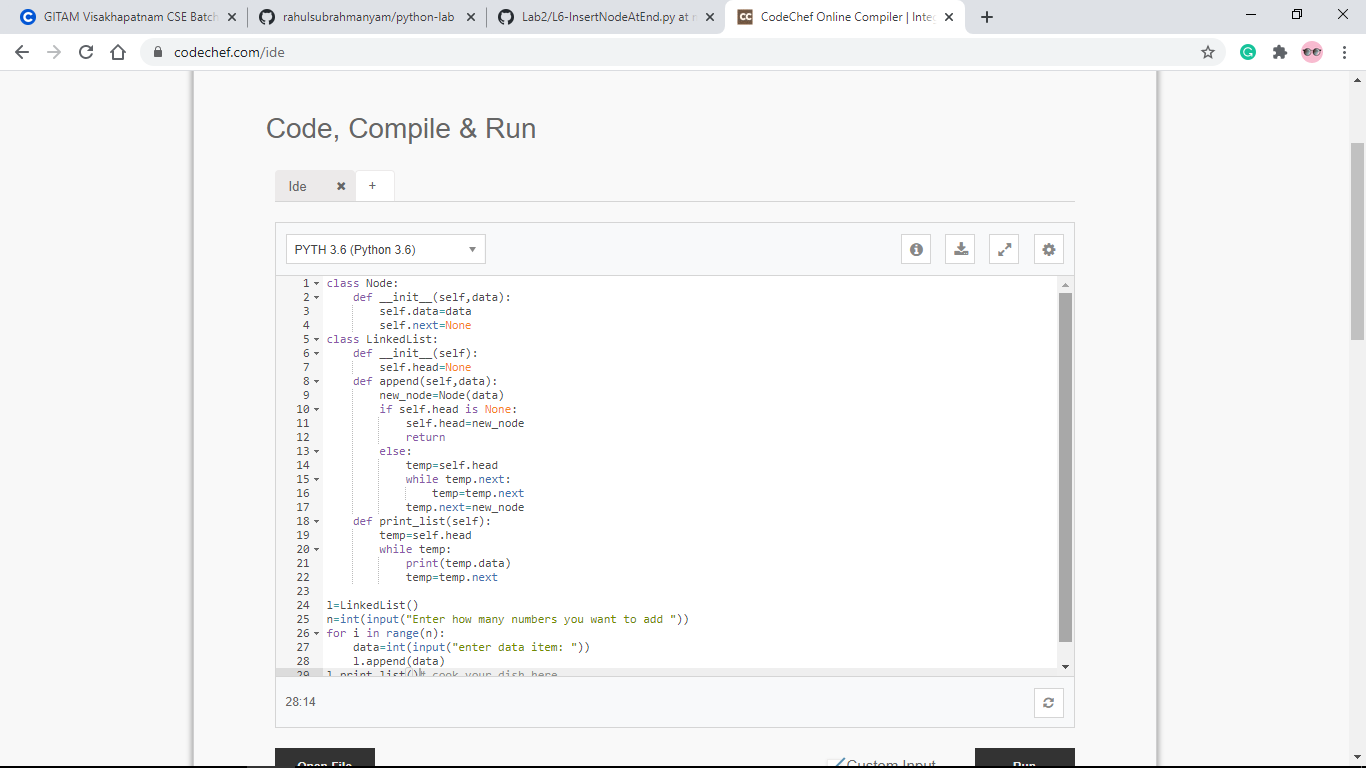 GITAM Visakhapatnam CSE Batch
rahulsubrahmanyam/python-lab
Lab2/L6-InsertNodeAtEnd.py at
CodeChef Online Compiler | Inte
codechef.com/ide
Code, Compile & Run
Ide
+
PYTH 3.6 (Python 3.6)
1 class Node:
2     def __init__(self,data):
3         self.data=data
4         self.next=None
5 class LinkedList:
6     def __init__(self):
7         self.head=None
8     def append(self,data):
9         new_node=Node(data)
10         if self.head is None:
11             self.head=new_node
12             return
13         else:
14             temp=self.head
15             while temp.next:
16                 temp=temp.next
17             temp.next=new_node
18     def print_list(self):
19         temp=self.head
20         while temp:
21             print(temp.data)
22             temp=temp.next
23
24 l=LinkedList()
25 n=int(input("Enter how many numbers you want to add "))
26 for i in range(n):
27     data=int(input("enter data item: "))
28     l.append(data)
29 l.print_list()# cook your dish here
28:14
Open File
Custom Input
Run